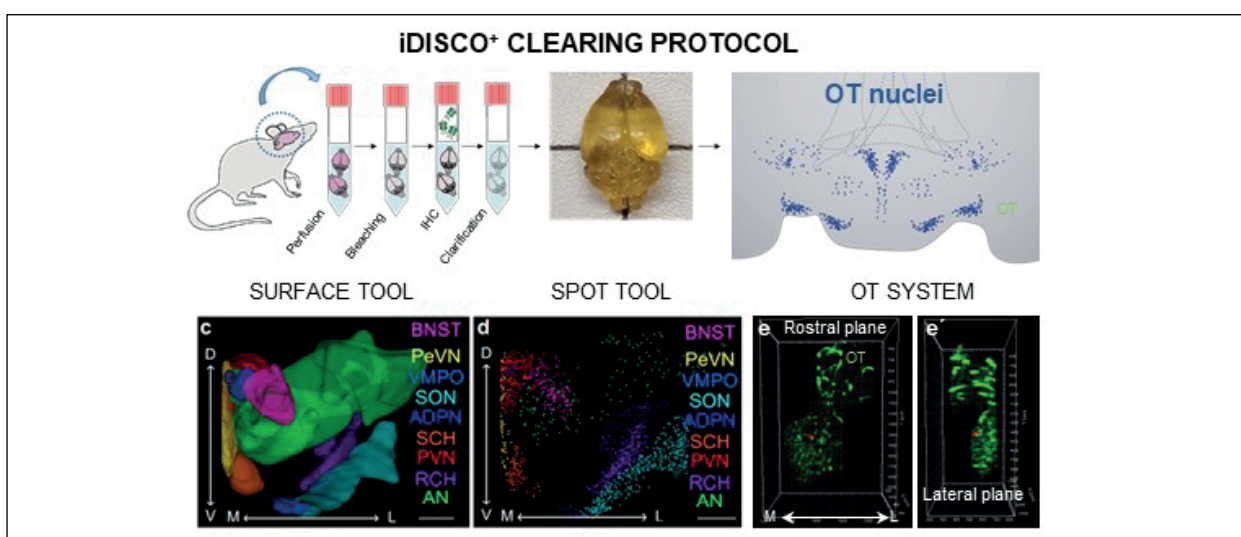 iDISCO⁺ CLEARING PROTOCOL
OT nuclei
OT
Perfusion
Bleaching
IHC
Clarification
SURFACE TOOL
SPOT TOOL
OT SYSTEM
c
BNST
D
PeVN
VMPO
SON
ADPN
SCH
PVN
RCH
AN
V M L
d
BNST
PeVN
VMPO
SON
ADPN
SCH
PVN
RCH
AN
M L
e Rostral plane
OT
M L
e'
Lateral plane